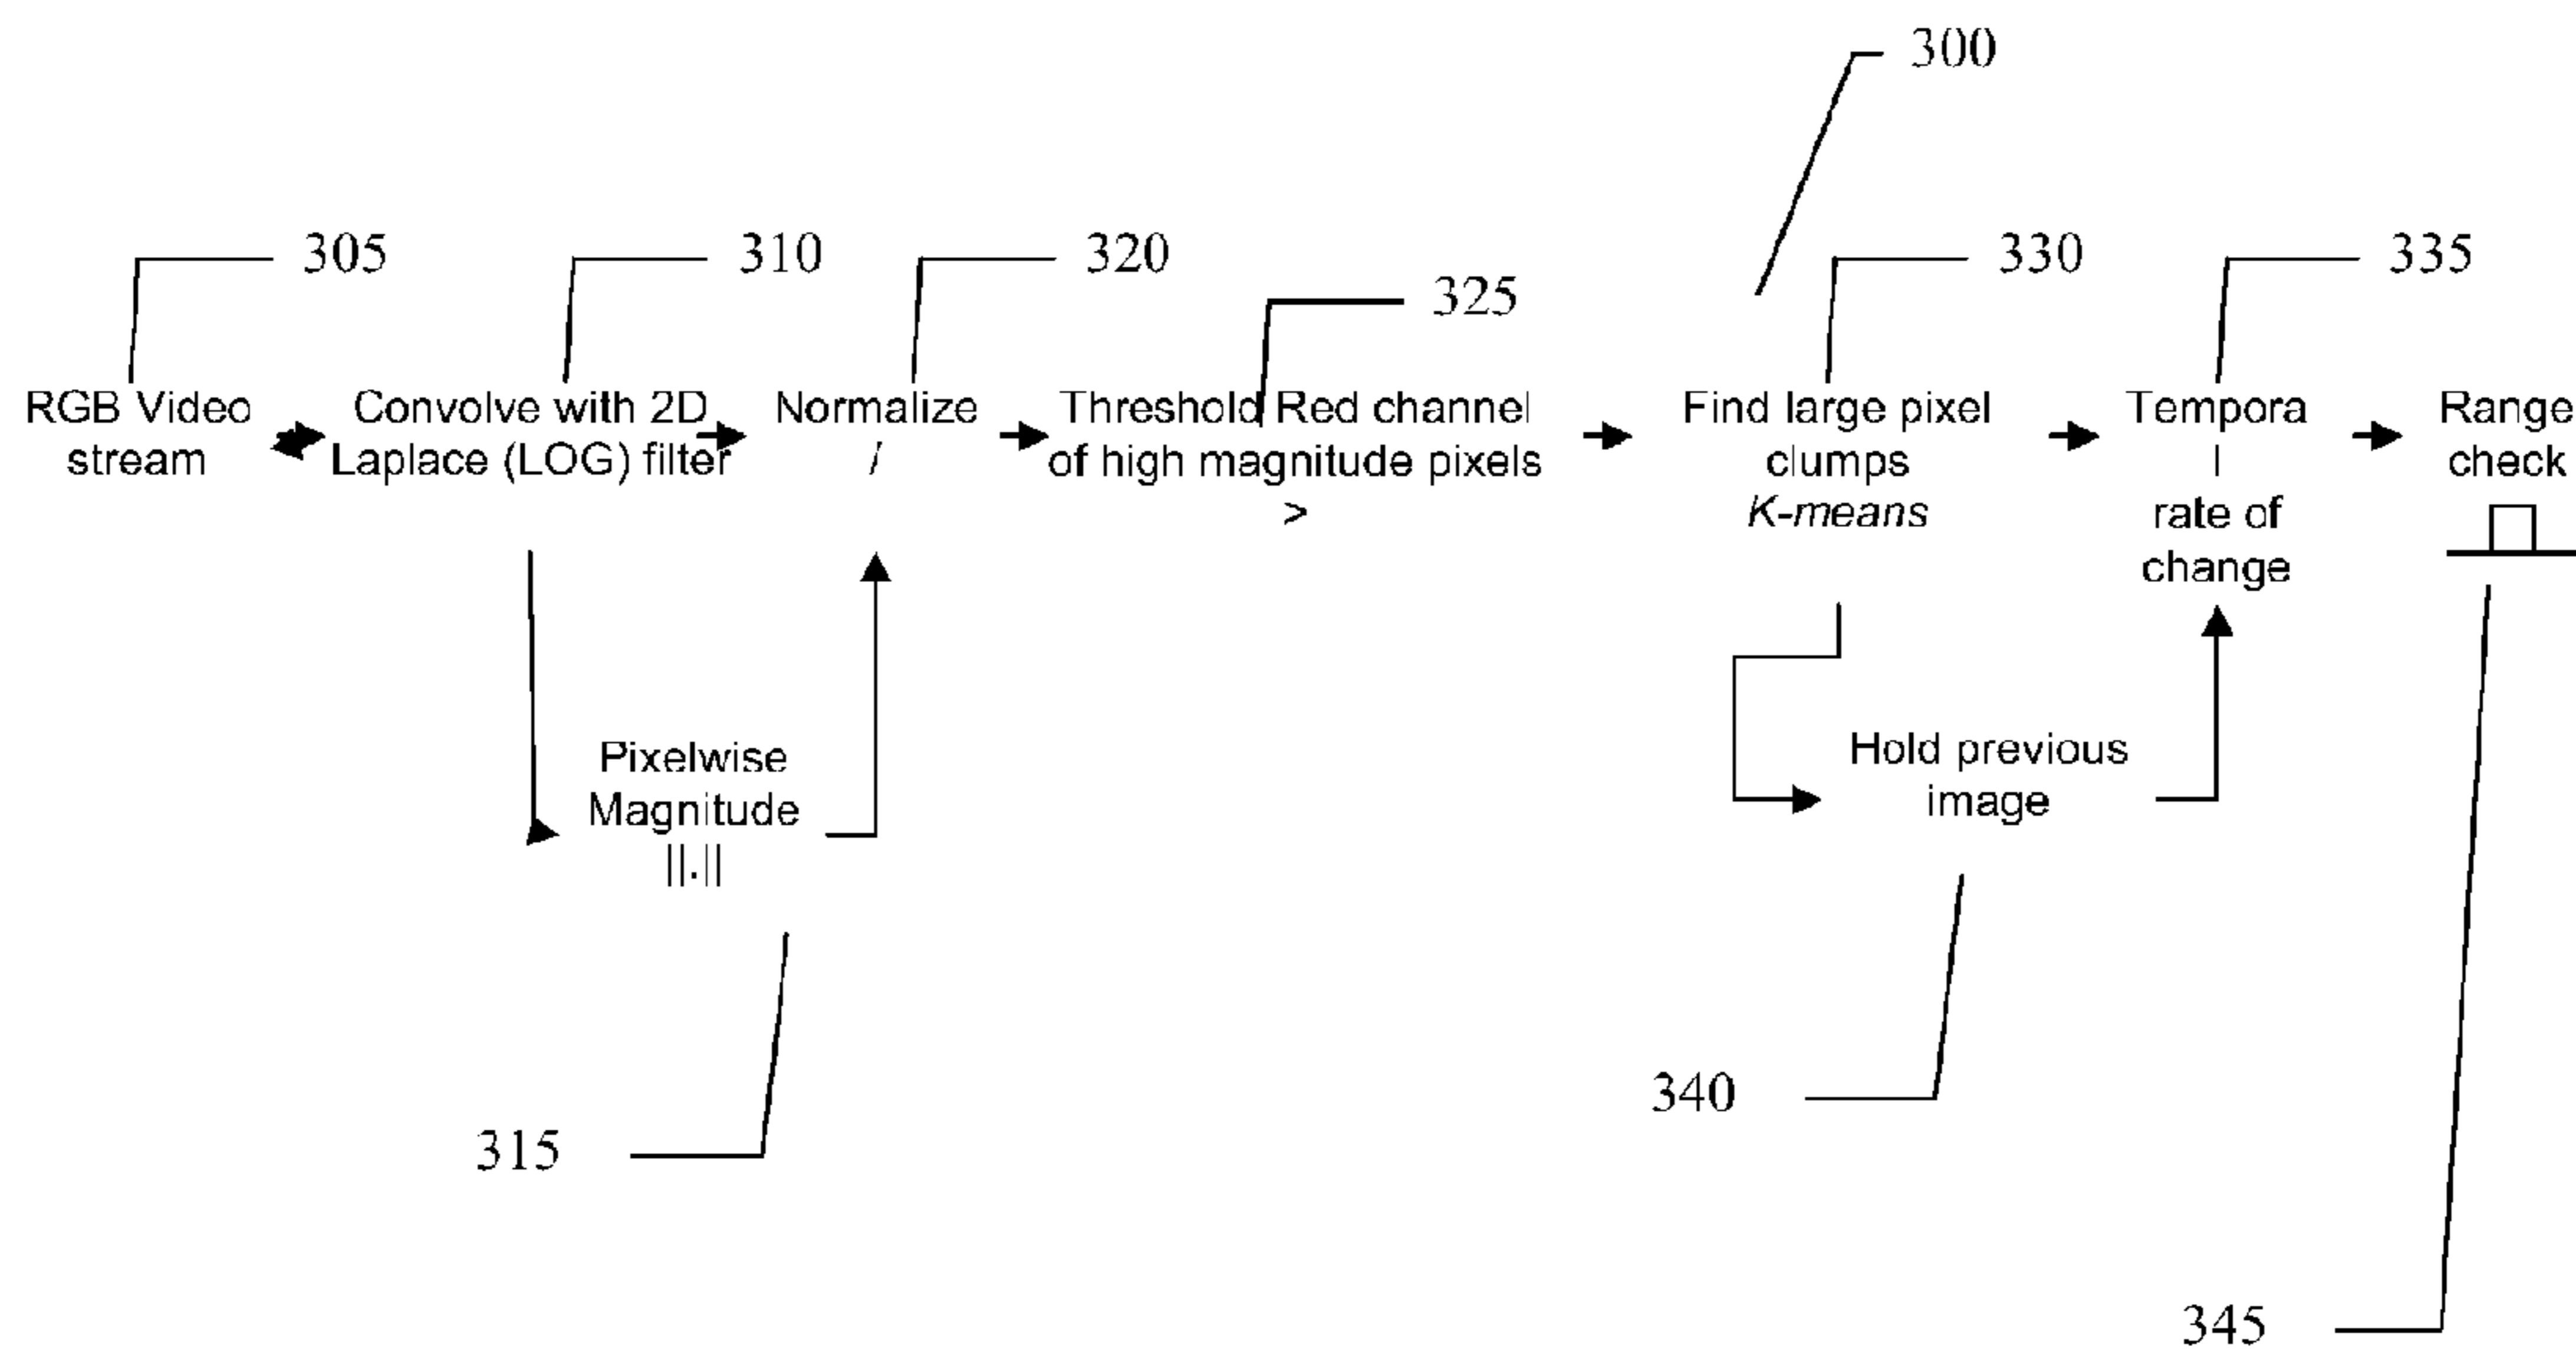 300
305
310
320
330
335
325
RGB Video
stream
Convolve with 2D
Laplace (LOG) filter
Normalize
/
Threshold Red channel
of high magnitude pixels
>
Find large pixel
clumps
K-means
Tempora
l
rate of
change
Range
check
Pixelwise
Magnitude
||.||
Hold previous
image
340
315
345